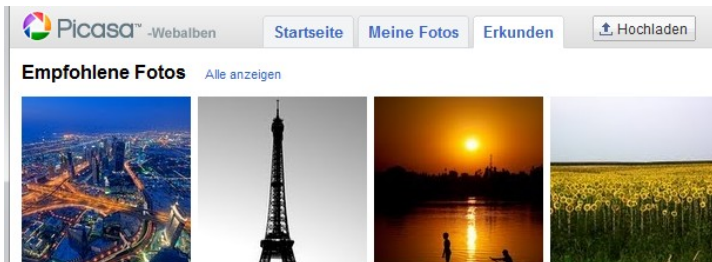 Picasa™ -Webalben Startseite Meine Fotos Erkunden Hochladen
Empfohlene Fotos Alle anzeigen